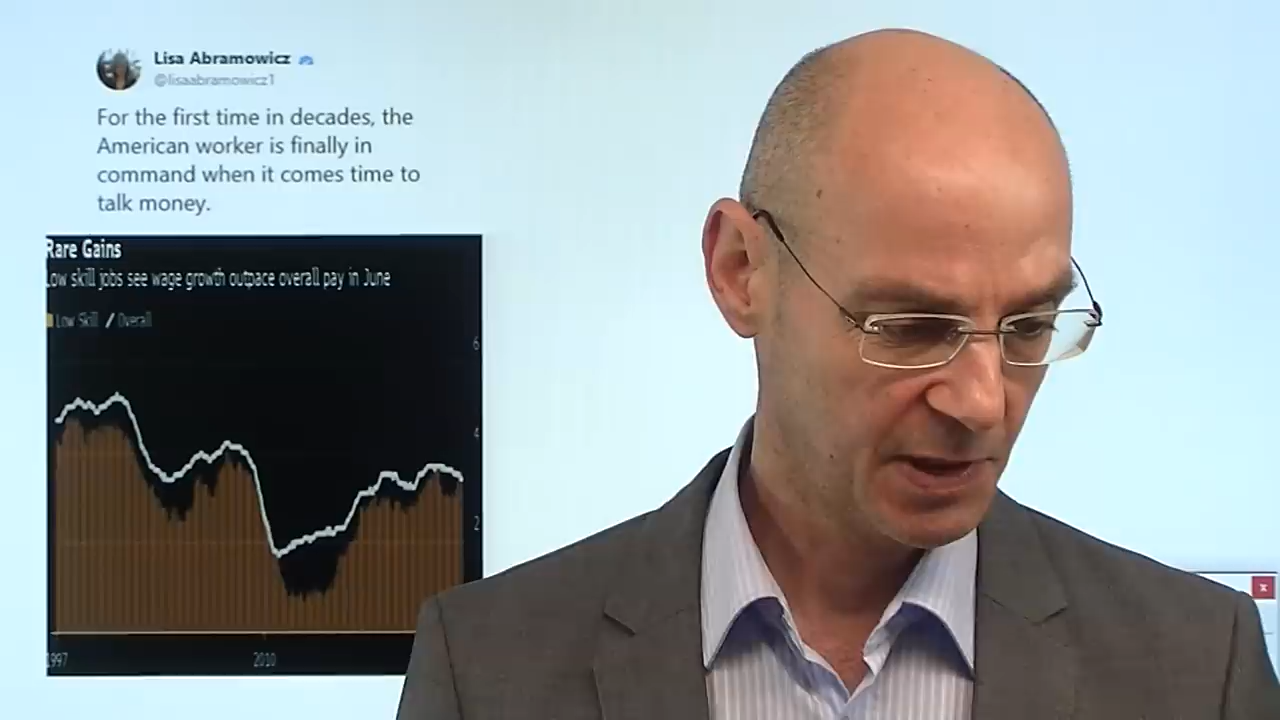 Lisa Abramowicz
@lisaabramowicz1
For the first time in decades, the
American worker is finally in
command when it comes time to
talk money.
Rare Gains
Low skill jobs see wage growth outpace overall pay in June
Low Skill / Overall
6
4
2
1997 2010
x